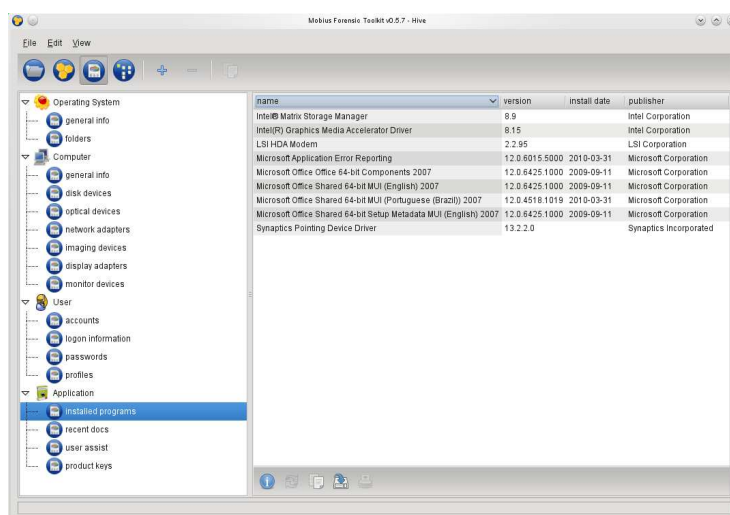 Mobius Forensic Toolkit v0.5.7 - Hive
File Edit View
Operating System
general info
folders
Computer
general info
disk devices
optical devices
network adapters
imaging devices
display adapters
monitor devices
User
accounts
logon information
passwords
profiles
Application
installed programs
recent docs
user assist
product keys
name version install date publisher
Intel® Matrix Storage Manager 8.9 Intel Corporation
Intel(R) Graphics Media Accelerator Driver 8.15 Intel Corporation
LSI HDA Modem 2.2.95 LSI Corporation
Microsoft Application Error Reporting 12.0.6015.5000 2010-03-31 Microsoft Corporation
Microsoft Office Office 64-bit Components 2007 12.0.6425.1000 2009-09-11 Microsoft Corporation
Microsoft Office Shared 64-bit MUI (English) 2007 12.0.6425.1000 2009-09-11 Microsoft Corporation
Microsoft Office Shared 64-bit MUI (Portuguese (Brazil)) 2007 12.0.4518.1019 2010-03-31 Microsoft Corporation
Microsoft Office Shared 64-bit Setup Metadata MUI (English) 2007 12.0.6425.1000 2009-09-11 Microsoft Corporation
Synaptics Pointing Device Driver 13.2.2.0 Synaptics Incorporated